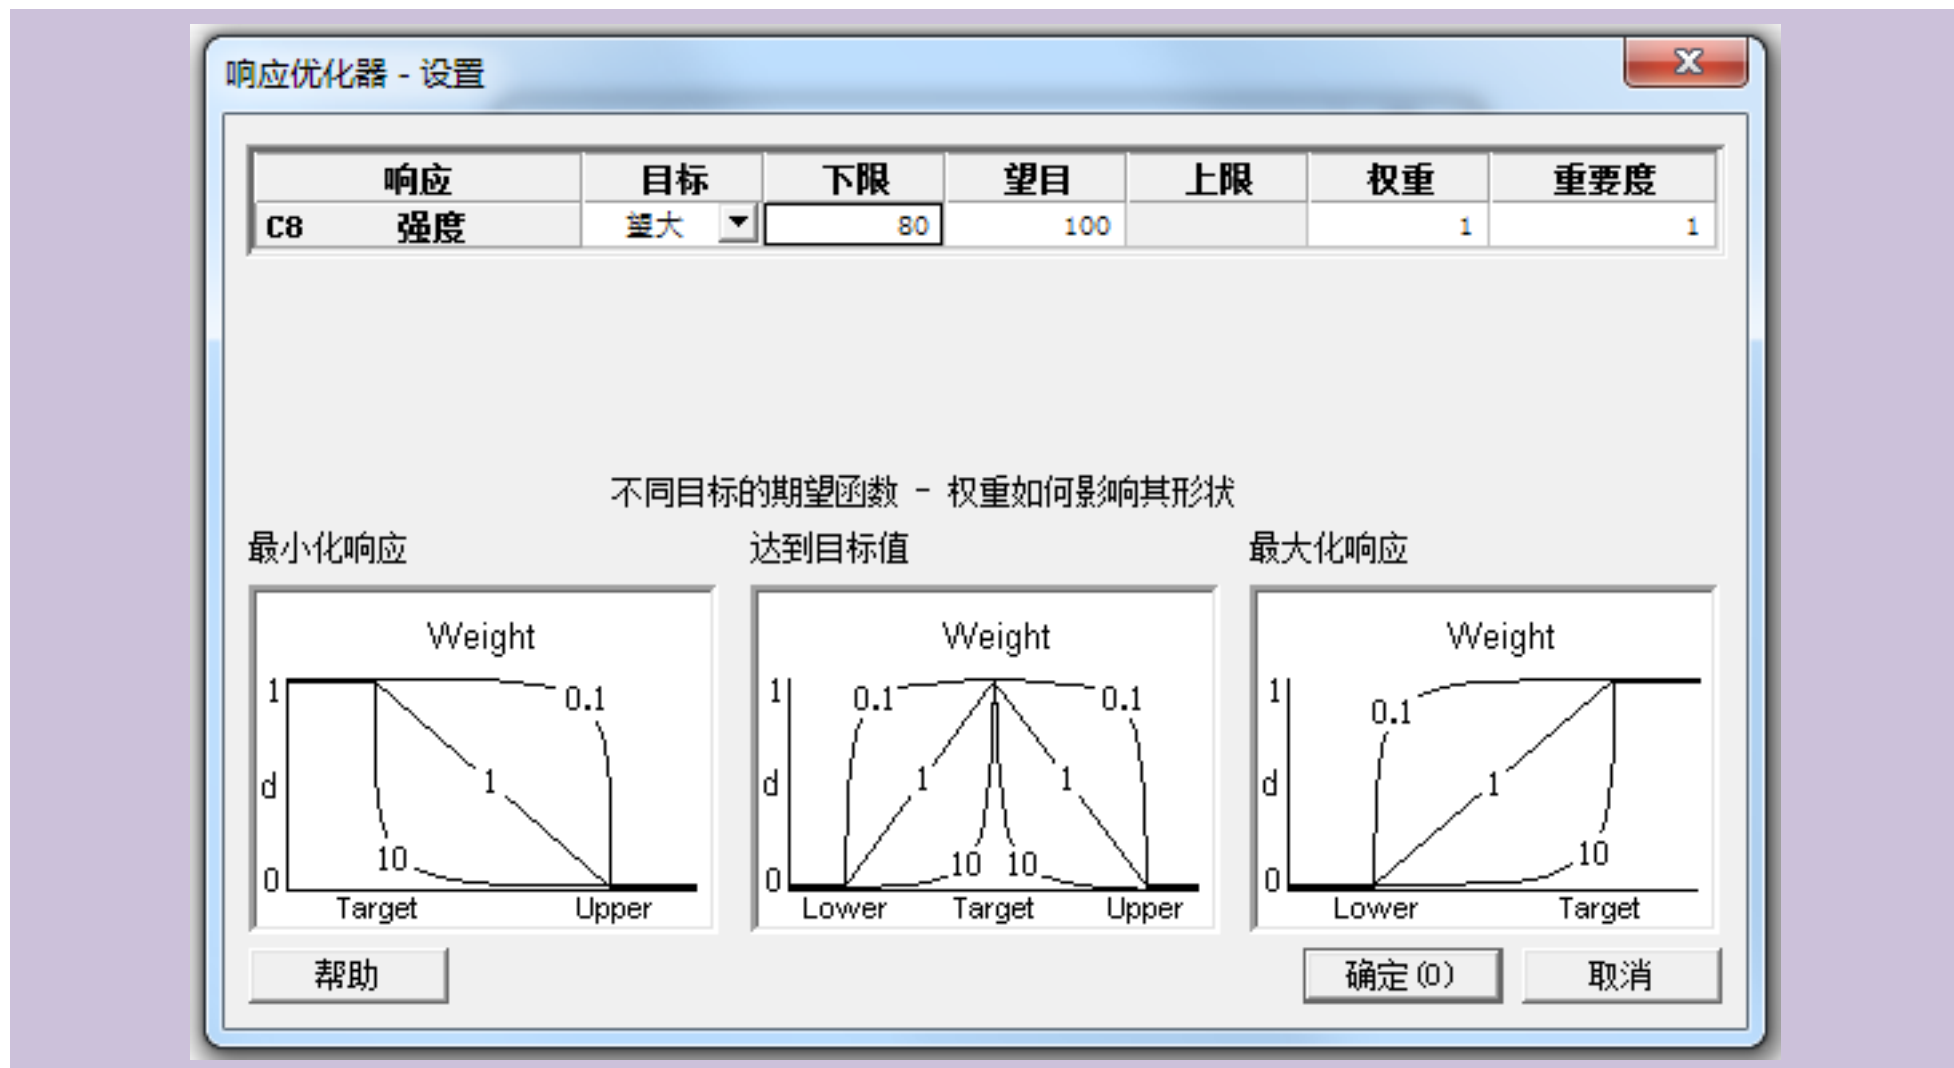 响应优化器 - 设置
响应 目标 下限 望目 上限 权重 重要度
C8 强度 望大 80 100 1 1
不同目标的期望函数 - 权重如何影响其形状
最小化响应 达到目标值 最大化响应
Weight Weight Weight
1 0.1 1 0.1 0.1 1 0.1
d 1 d 1 1 d 1
10 10 10 10
0 0 0
Target Upper Lower Target Upper Lower Target
帮助 确定(O) 取消